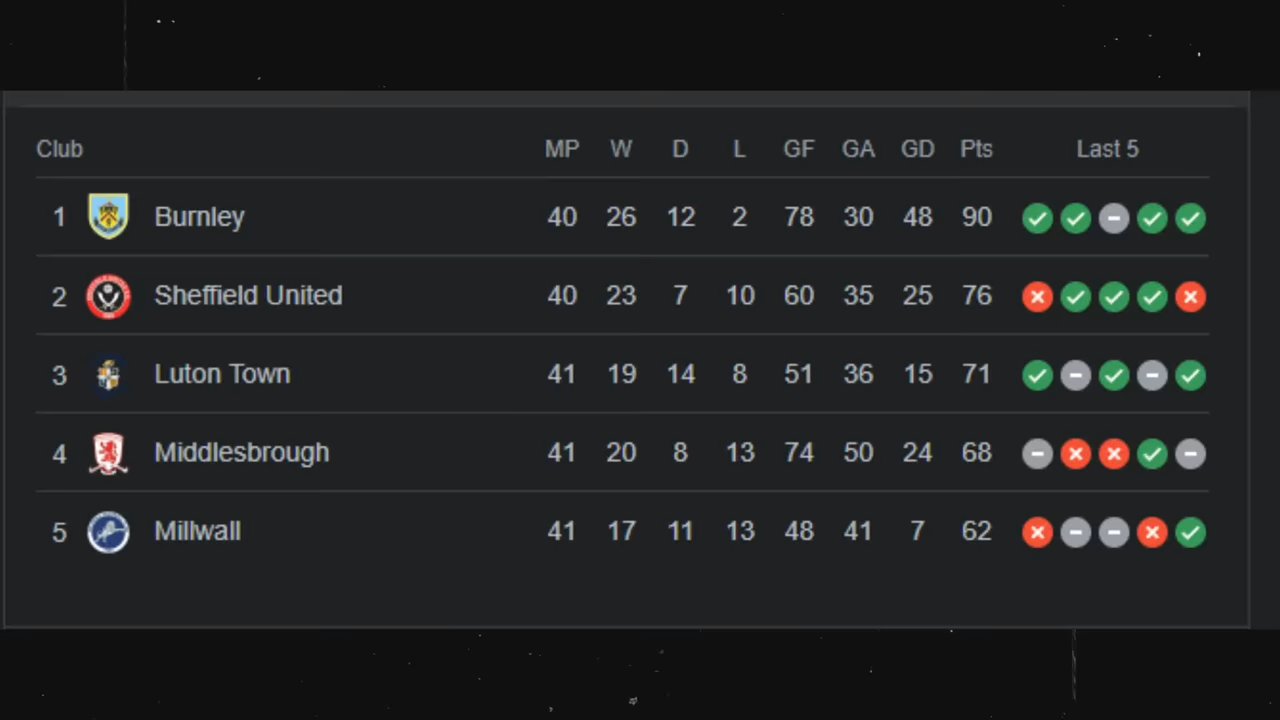 Club MP W D L GF GA GD Pts Last 5
1 Burnley 40 26 12 2 78 30 48 90
2 Sheffield United 40 23 7 10 60 35 25 76
3 Luton Town 41 19 14 8 51 36 15 71
4 Middlesbrough 41 20 8 13 74 50 24 68
5 Millwall 41 17 11 13 48 41 7 62